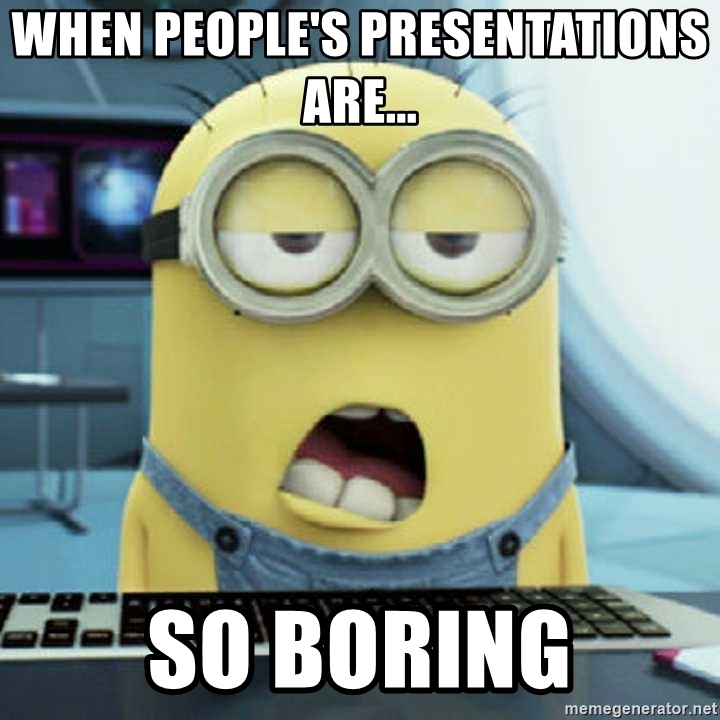 WHEN PEOPLE'S PRESENTATIONS
ARE...
SO BORING
memegenerator.net